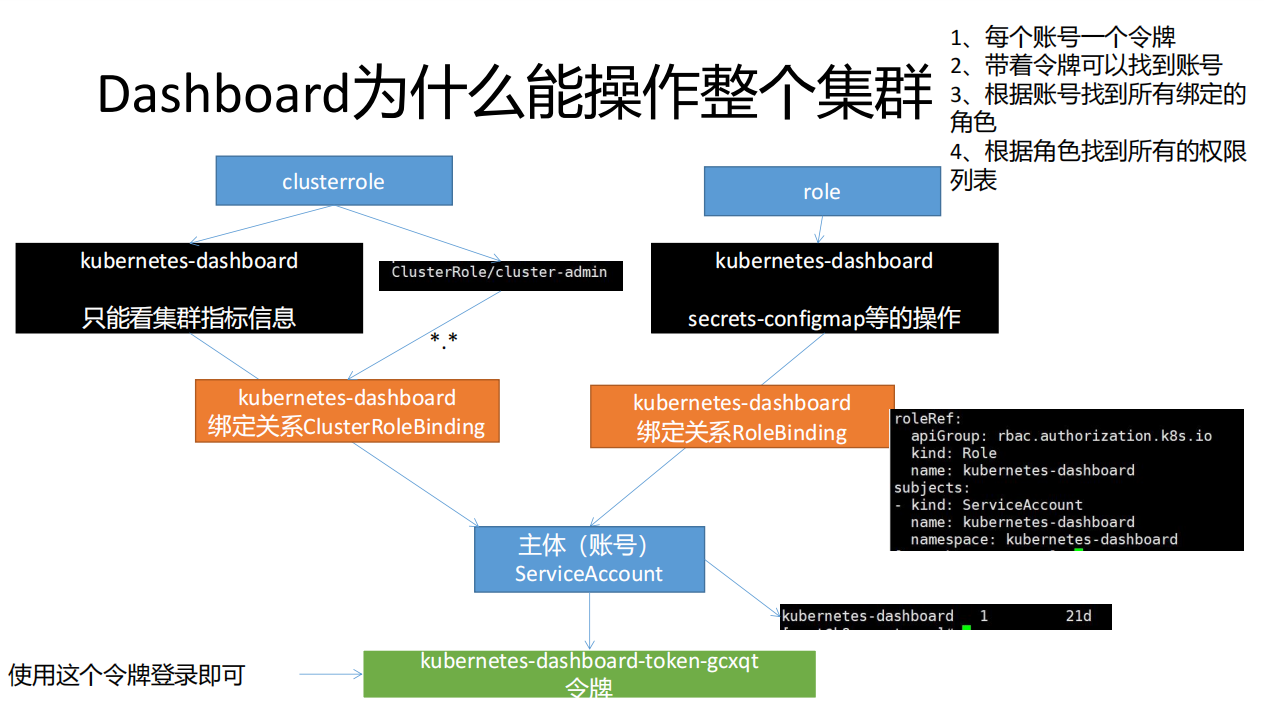 Dashboard为什么能操作整个集群
1、每个账号一个令牌
2、带着令牌可以找到账号
3、根据账号找到所有绑定的
角色
4、根据角色找到所有的权限
列表
clusterrole
role
kubernetes-dashboard
只能看集群指标信息
ClusterRole/cluster-admin
kubernetes-dashboard
secrets-configmap等的操作
*.*
kubernetes-dashboard
绑定关系ClusterRoleBinding
kubernetes-dashboard
绑定关系RoleBinding
roleRef:
apiGroup: rbac.authorization.k8s.io
kind: Role
name: kubernetes-dashboard
subjects:
- kind: ServiceAccount
name: kubernetes-dashboard
namespace: kubernetes-dashboard
主体（账号）
ServiceAccount
kubernetes-dashboard 1 21d
使用这个令牌登录即可
kubernetes-dashboard-token-gcxqt
令牌